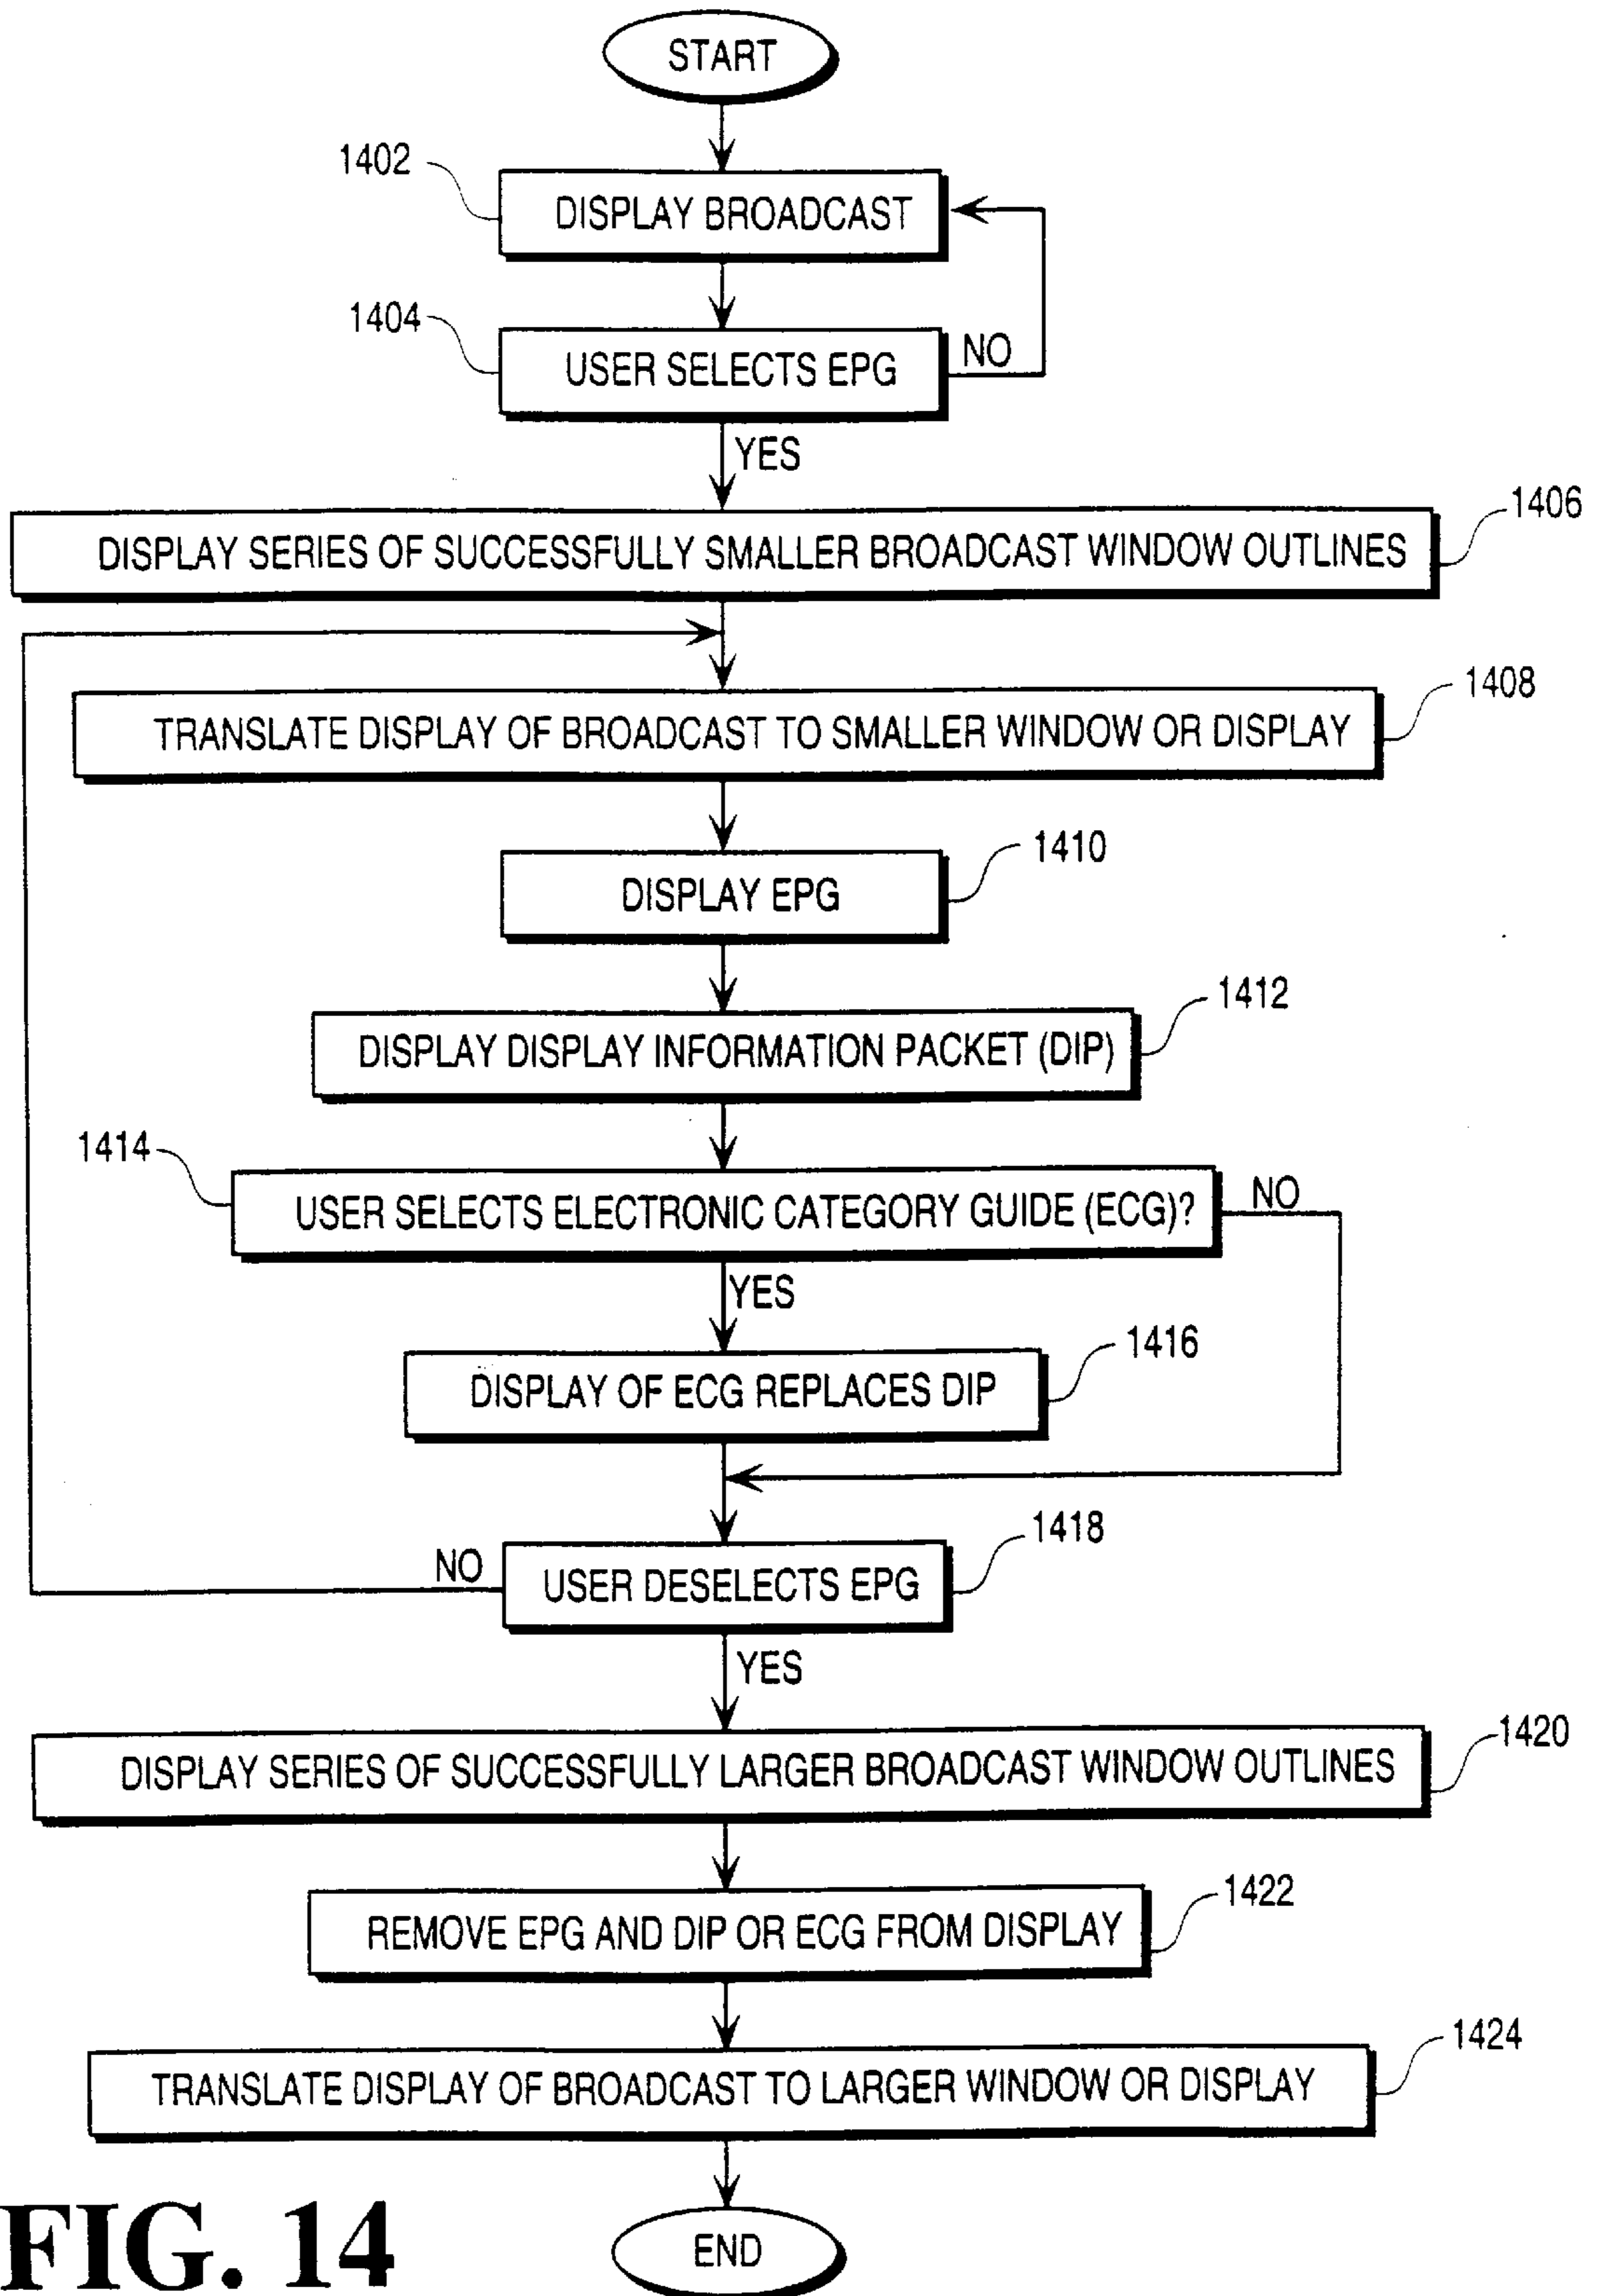 START
1402
DISPLAY BROADCAST
1404
USER SELECTS EPG
NO
YES
1406
DISPLAY SERIES OF SUCCESSFULLY SMALLER BROADCAST WINDOW OUTLINES
1408
TRANSLATE DISPLAY OF BROADCAST TO SMALLER WINDOW OR DISPLAY
1410
DISPLAY EPG
1412
DISPLAY DISPLAY INFORMATION PACKET (DIP)
1414
USER SELECTS ELECTRONIC CATEGORY GUIDE (ECG)?
NO
YES
1416
DISPLAY OF ECG REPLACES DIP
1418
NO
USER DESELECTS EPG
YES
1420
DISPLAY SERIES OF SUCCESSFULLY LARGER BROADCAST WINDOW OUTLINES
1422
REMOVE EPG AND DIP OR ECG FROM DISPLAY
1424
TRANSLATE DISPLAY OF BROADCAST TO LARGER WINDOW OR DISPLAY
END
FIG. 14